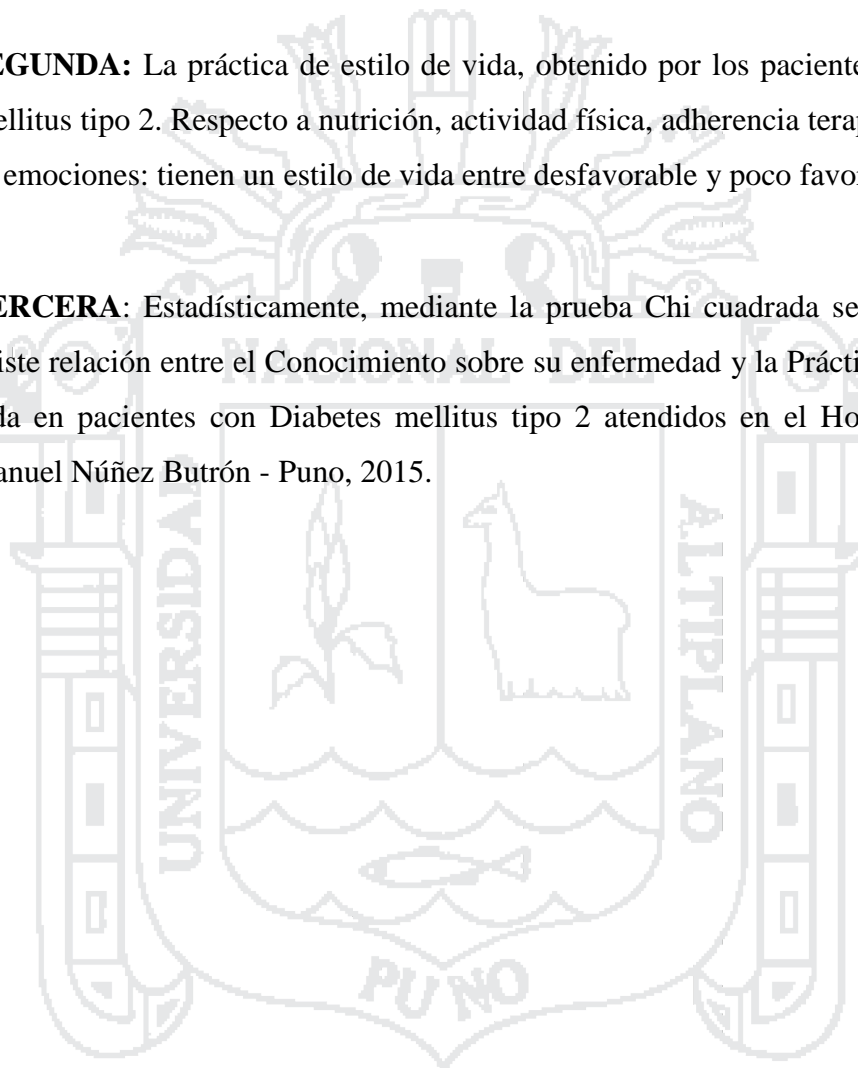 EGUNDA: La práctica de estilo de vida, obtenido por los paciente
ellitus tipo 2. Respecto a nutrición, actividad física, adherencia terap
emociones: tienen un estilo de vida entre desfavorable y poco favor
ERCERA: Estadísticamente, mediante la prueba Chi cuadrada se
iste relación entre el Conocimiento sobre su enfermedad y la Prácti
da en pacientes con Diabetes mellitus tipo 2 atendidos en el Ho
anuel Núñez Butrón - Puno, 2015.
NACIONAL DEL
UNIVERSIDAD
ALTIPLANO
PUNO